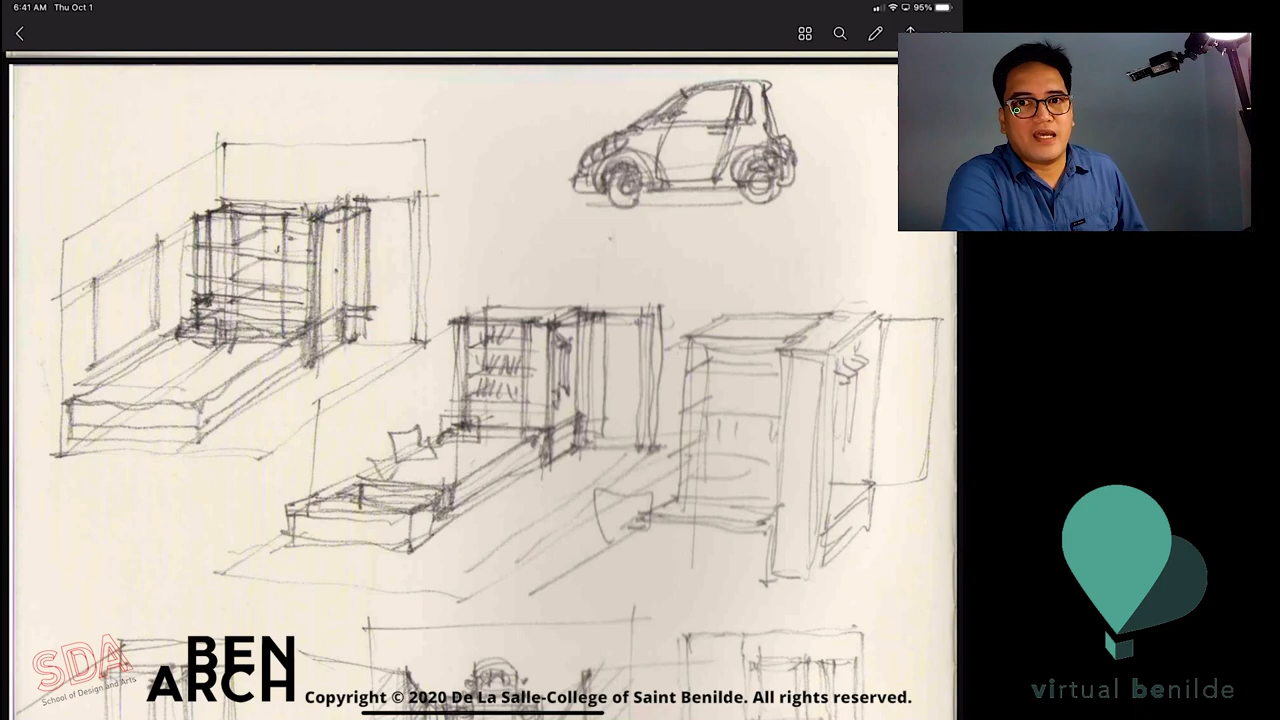 6:41 AM Thu Oct 1
95%
SDA
School of Design and Arts
BEN
ARCH
Copyright © 2020 De La Salle-College of Saint Benilde. All rights reserved.
virtual benilde